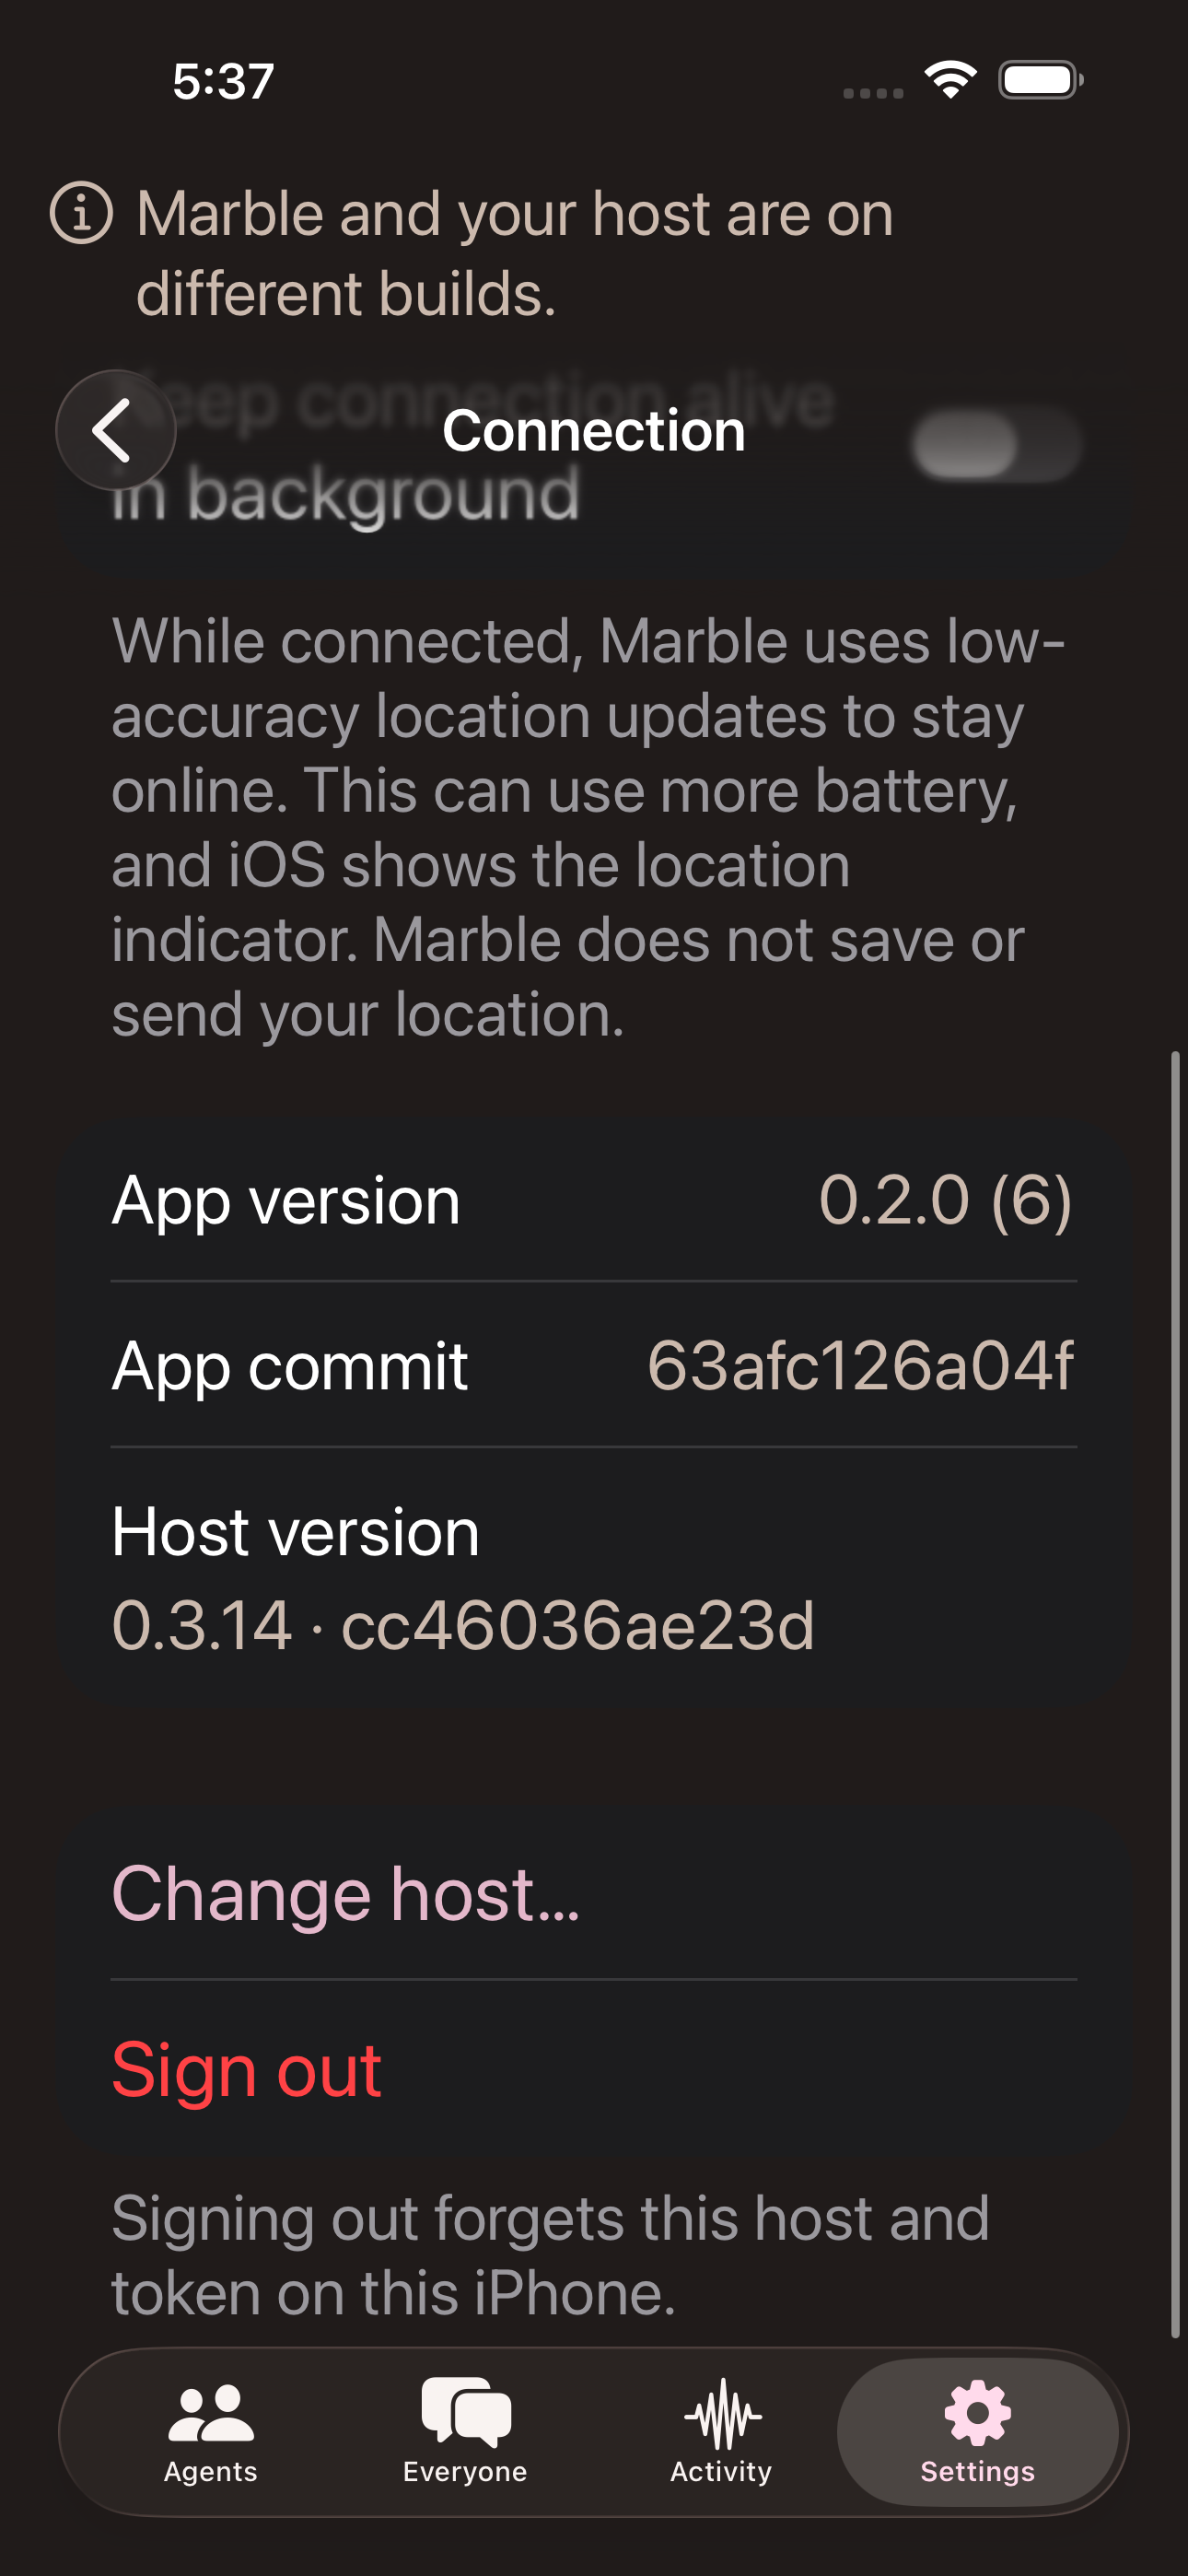 5:37
Marble and your host are on
different builds.
Keep connection alive
in background
Connection
While connected, Marble uses low-
accuracy location updates to stay
online. This can use more battery,
and iOS shows the location
indicator. Marble does not save or
send your location.
App version 0.2.0 (6)
App commit 63afc126a04f
Host version
0.3.14 · cc46036ae23d
Change host...
Sign out
Signing out forgets this host and
token on this iPhone.
Agents Everyone Activity Settings